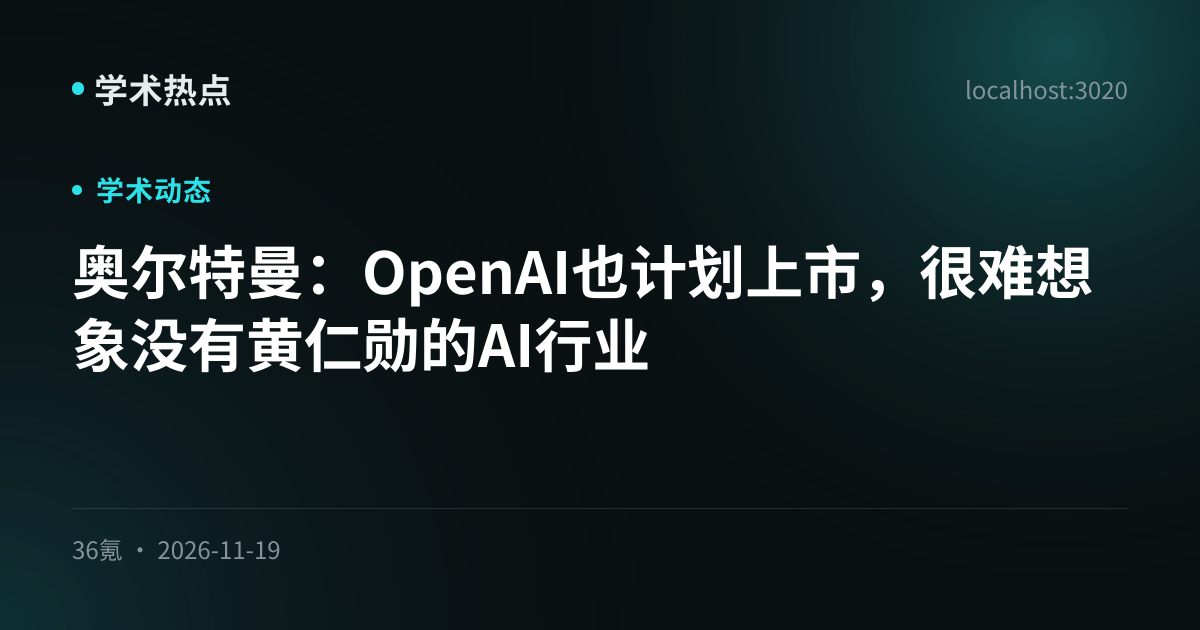 学术热点
localhost:3020
学术动态
奥尔特曼：OpenAI也计划上市，很难想
象没有黄仁勋的AI行业
36氪 · 2026-11-19